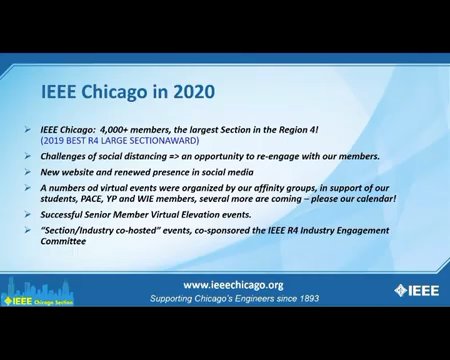 IEEE Chicago in 2020
IEEE Chicago: 4,000+ members, the largest Section in the Region 4!
(2019 BEST R4 LARGE SECTIONAWARD)
Challenges of social distancing => an opportunity to re-engage with our members.
New website and renewed presence in social media
A numbers od virtual events were organized by our affinity groups, in support of our
students, PACE, YP and WIE members, several more are coming – please our calendar!
Successful Senior Member Virtual Elevation events.
“Section/Industry co-hosted” events, co-sponsored the IEEE R4 Industry Engagement
Committee
www.ieeechicago.org
Supporting Chicago's Engineers since 1893
IEEE Chicago Section
IEEE